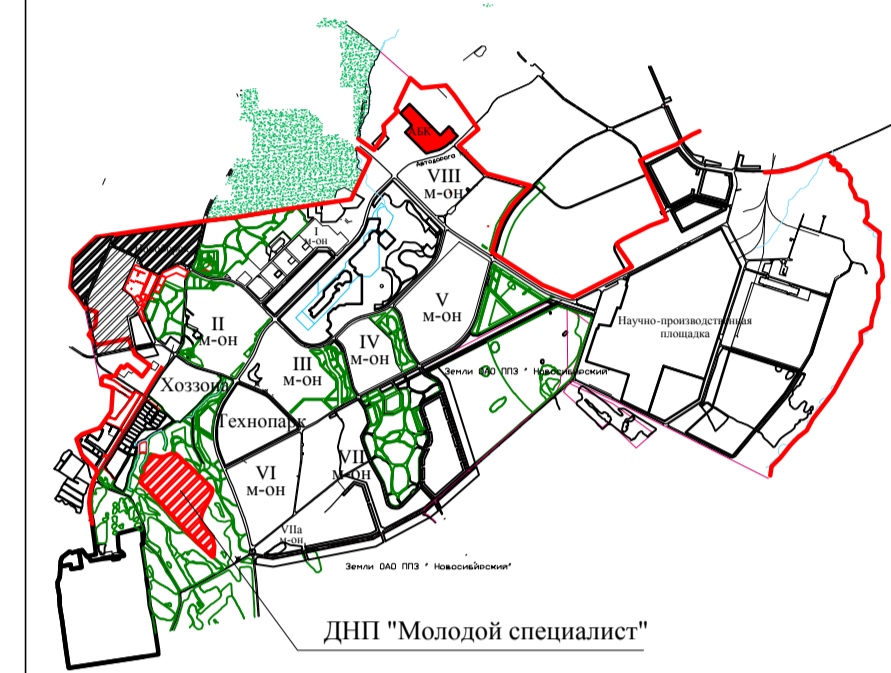 АБК
Автодорога
VIII
м-он
I
м-он
V
м-он
II
м-он
IV
м-он
III
м-он
Научно-производственная
площадка
Земли ОАО ППЗ " Новосибирский"
Хоззона
Технопарк
VII
м-он
VI
м-он
VIIа
м-он
Земли ОАО ППЗ " Новосибирский"
ДНП "Молодой специалист"